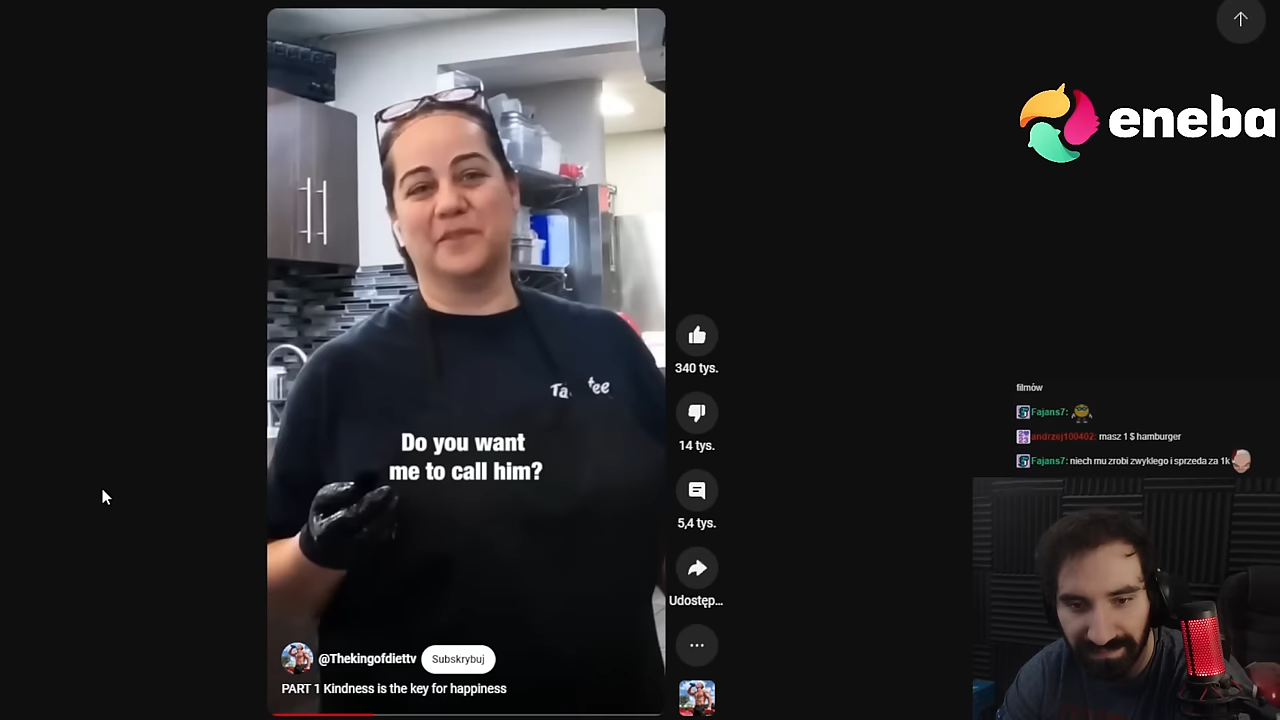 eneba
Ta tee
Do you want
me to call him?
340 tys.
14 tys.
5,4 tys.
Udostęp...
@Thekingofdiettv
Subskrybuj
PART 1 Kindness is the key for happiness
filmów
Fajans7:
andrzej100402: masz 1 $ hamburger
Fajans7: niech mu zrobi zwyklego i sprzeda za 1k